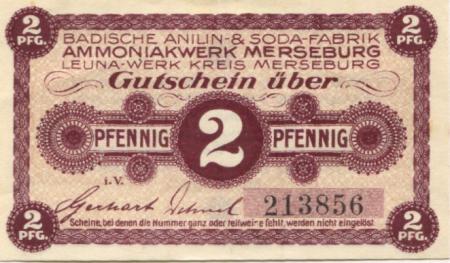 2 PFG. 2 PFG.
BADISCHE ANILIN-& SODA-FABRIK
AMMONIAKWERK MERSEBURG
LEUNA-WERK KREIS MERSEBURG
Gutschein über
PFENNIG 2 PFENNIG
i.V.
Gerhart
213856
Scheine, bei denen die Nummer ganz oder teilweise fehlt, werden nicht eingelöst.
2 PFG. 2 PFG.